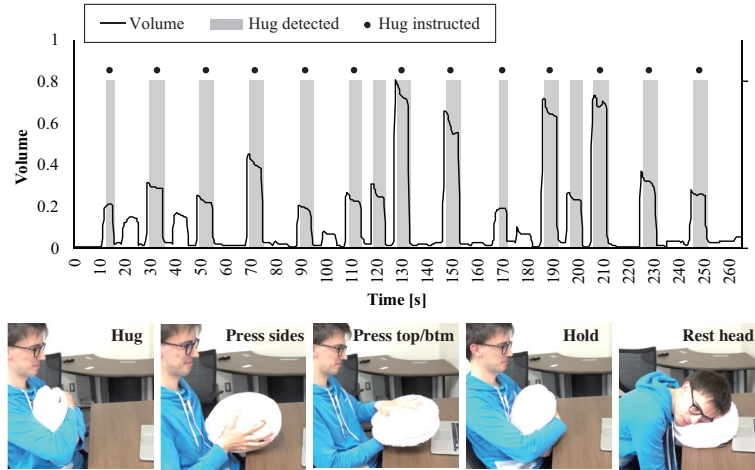 Volume Hug detected Hug instructed
1
0.8
0.6
0.4
0.2
0
Volume
0 10 20 30 40 50 60 70 80 90 100 110 120 130 140 150 160 170 180 190 200 210 220 230 240 250 260
Time [s]
Hug Press sides Press top/btm Hold Rest head